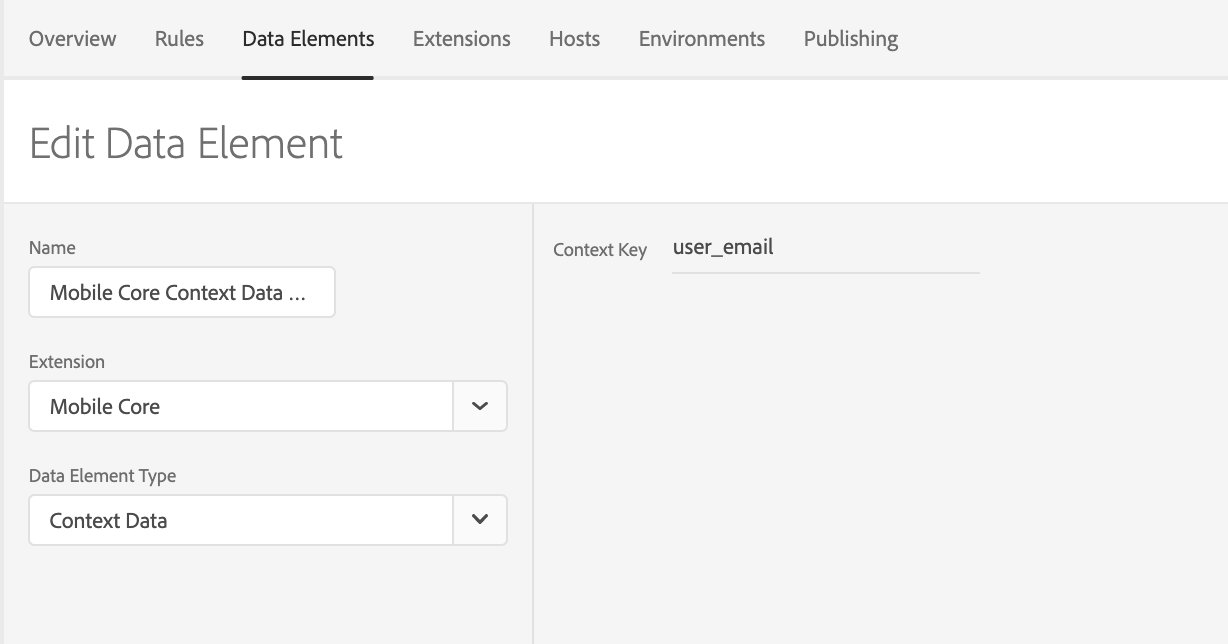 Overview Rules Data Elements Extensions Hosts Environments Publishing
Edit Data Element
Name
Mobile Core Context Data ...
Extension
Mobile Core
Data Element Type
Context Data
Context Key user_email